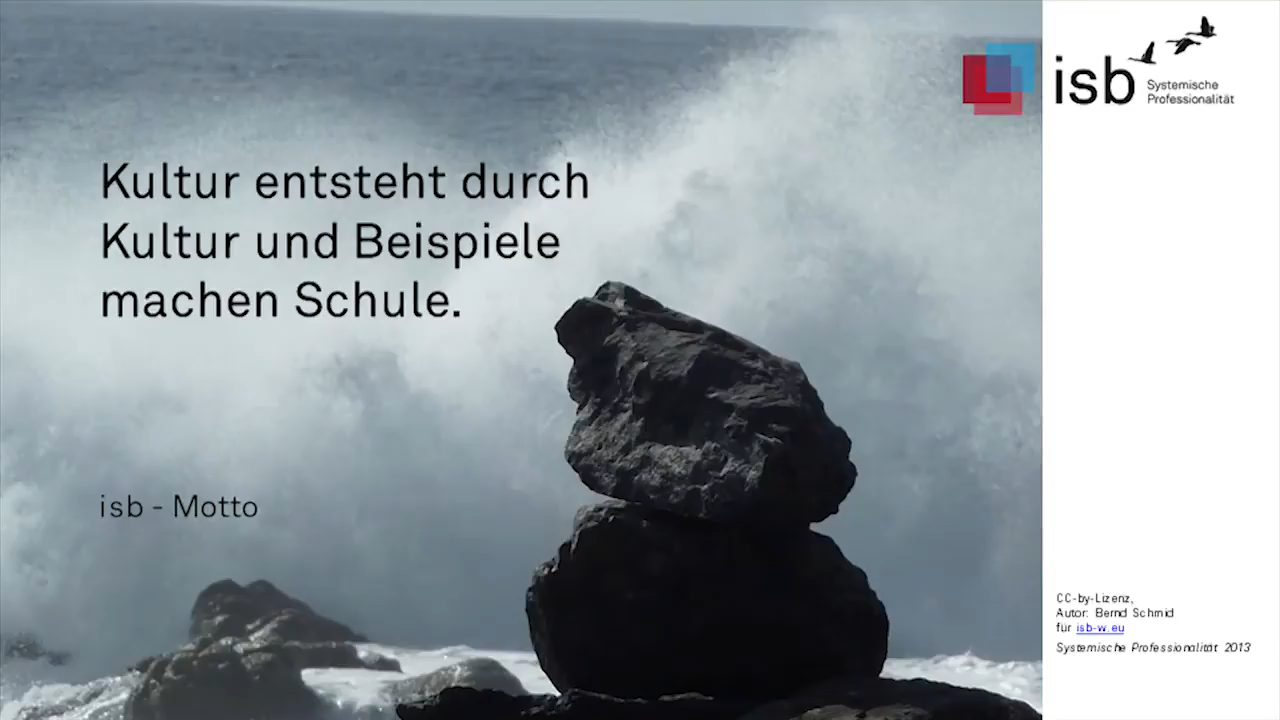 isb
Systemische
Professionalität
Kultur entsteht durch
Kultur und Beispiele
machen Schule.
isb - Motto
CC-by-Lizenz,
Autor: Bernd Schmid
für isb-w.eu
Systemische Professionalität 2013